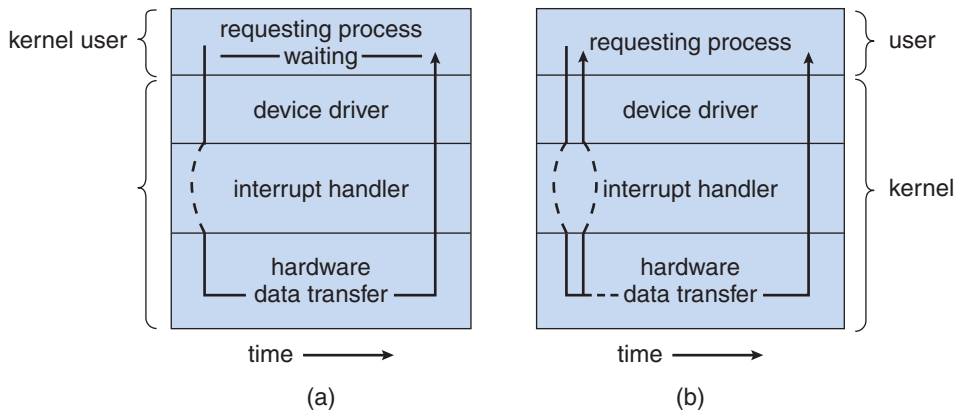 kernel user
requesting process
waiting
device driver
interrupt handler
hardware
data transfer
time
(a)
requesting process
user
device driver
interrupt handler
kernel
hardware
data transfer
time
(b)